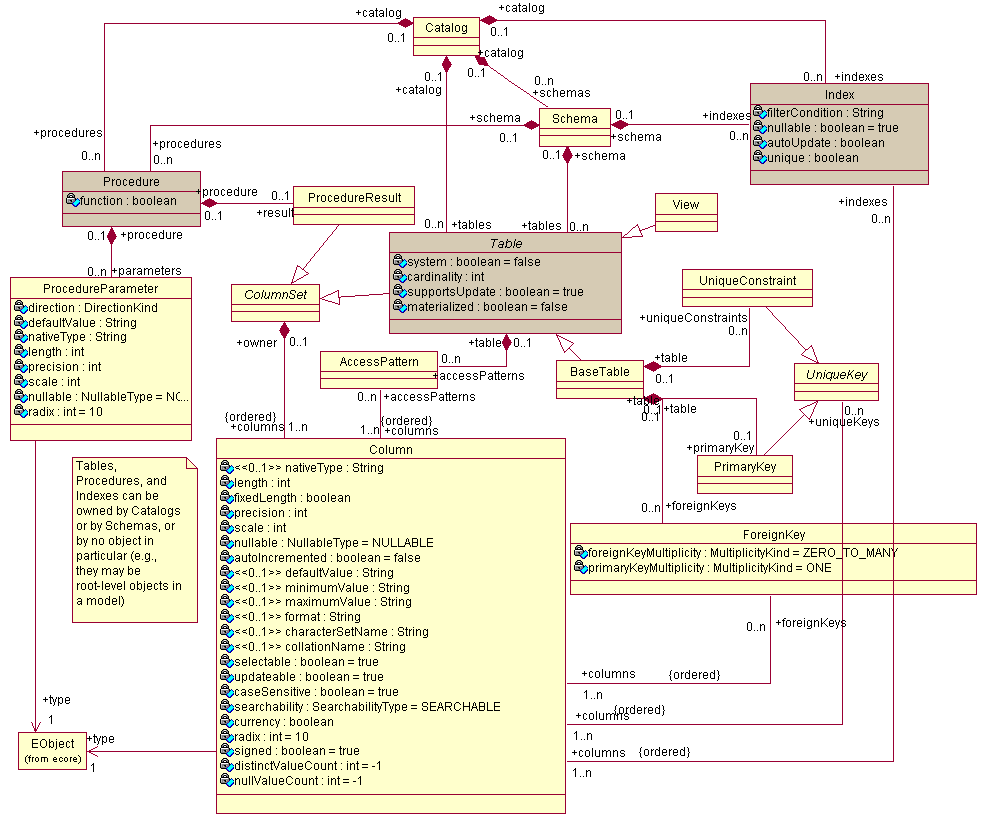 +catalog
0..1
Catalog
+catalog
0..1
0..1
+catalog
+catalog
0..1
0..n
+schemas
0..n
+indexes
Index
filterCondition : String
nullable : boolean = true
autoUpdate : boolean
unique : boolean
+schema
0..1
Schema
0..1
+schema
+indexes
0..n
0..1
+schema
+procedures
0..n
+procedures
0..n
Procedure
function : boolean
+procedure
0..1
0..1
+result
ProcedureResult
View
+indexes
0..n
0..1
+procedure
0..n
+parameters
0..n
+tables
+tables
0..n
Table
system : boolean = false
cardinality : int
supportsUpdate : boolean = true
materialized : boolean = false
ProcedureParameter
direction : DirectionKind
defaultValue : String
nativeType : String
length : int
precision : int
scale : int
nullable : NullableType = NO...
radix : int = 10
ColumnSet
+owner
0..1
UniqueConstraint
+uniqueConstraints
0..n
+table
0..1
AccessPattern
0..n
+accessPatterns
BaseTable
+table
0..1
UniqueKey
0..n
+accessPatterns
+table
0..1
0..1
+table
0..n
+uniqueKeys
{ordered}
+columns
1..n
{ordered}
1..n
+columns
0..1
+primaryKey
PrimaryKey
Column
<<0..1>> nativeType : String
length : int
fixedLength : boolean
precision : int
scale : int
nullable : NullableType = NULLABLE
autoIncremented : boolean = false
<<0..1>> defaultValue : String
<<0..1>> minimumValue : String
<<0..1>> maximumValue : String
<<0..1>> format : String
<<0..1>> characterSetName : String
<<0..1>> collationName : String
selectable : boolean = true
updateable : boolean = true
caseSensitive : boolean = true
searchability : SearchabilityType = SEARCHABLE
currency : boolean
radix : int = 10
signed : boolean = true
distinctValueCount : int = -1
nullValueCount : int = -1
Tables,
Procedures, and
Indexes can be
owned by Catalogs
or by Schemas, or
by no object in
particular (e.g.,
they may be
root-level objects in
a model)
0..n
+foreignKeys
ForeignKey
foreignKeyMultiplicity : MultiplicityKind = ZERO_TO_MANY
primaryKeyMultiplicity : MultiplicityKind = ONE
0..n
+foreignKeys
+columns
{ordered}
1..n
+columns
{ordered}
1..n
+columns
{ordered}
1..n
+type
1
EObject
(from ecore)
+type
1